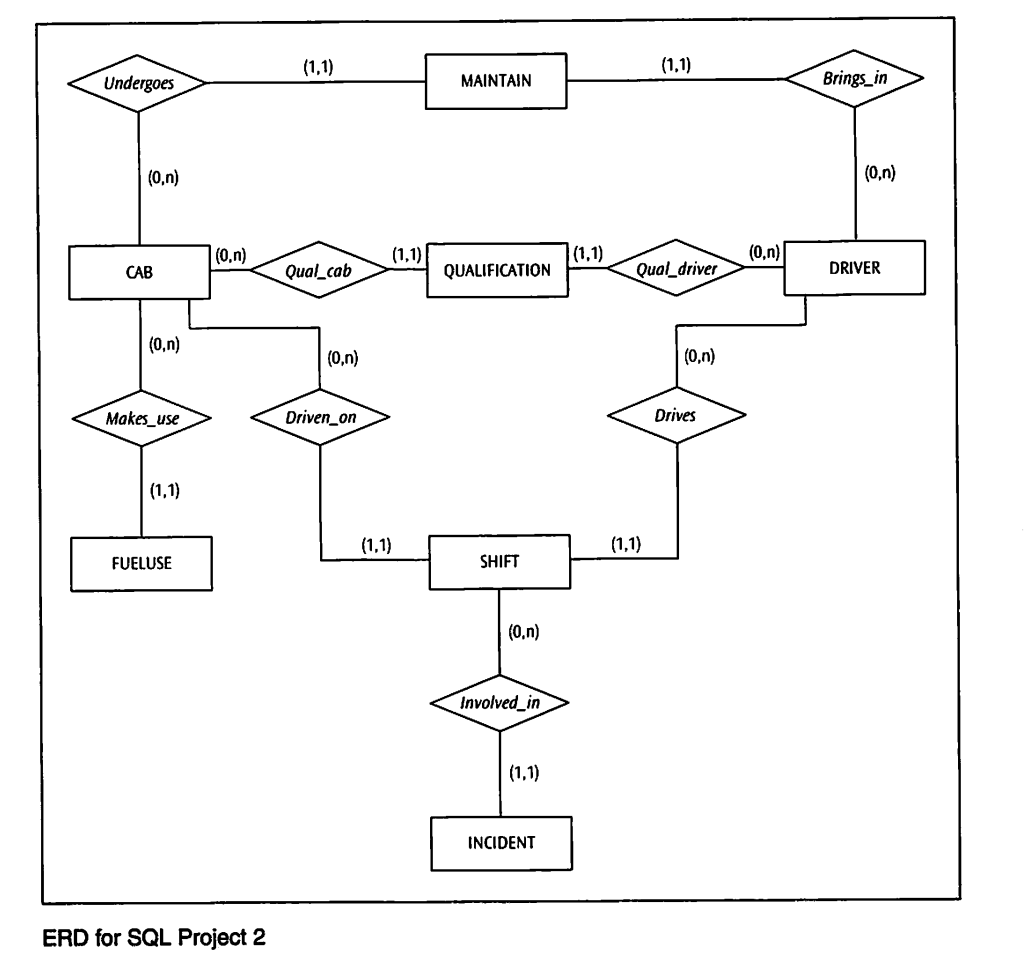 Undergoes
(1,1)
MAINTAIN
(1,1)
Brings_in
(0,n)
(0,n)
CAB
(0,n)
Qual_cab
(1,1)
QUALIFICATION
(1,1)
Qual_driver
(0,n)
DRIVER
(0,n)
(0,n)
(0,n)
Makes_use
Driven_on
Drives
(1,1)
(1,1)
(1,1)
FUELUSE
SHIFT
(0,n)
Involved_in
(1,1)
INCIDENT
ERD for SQL Project 2